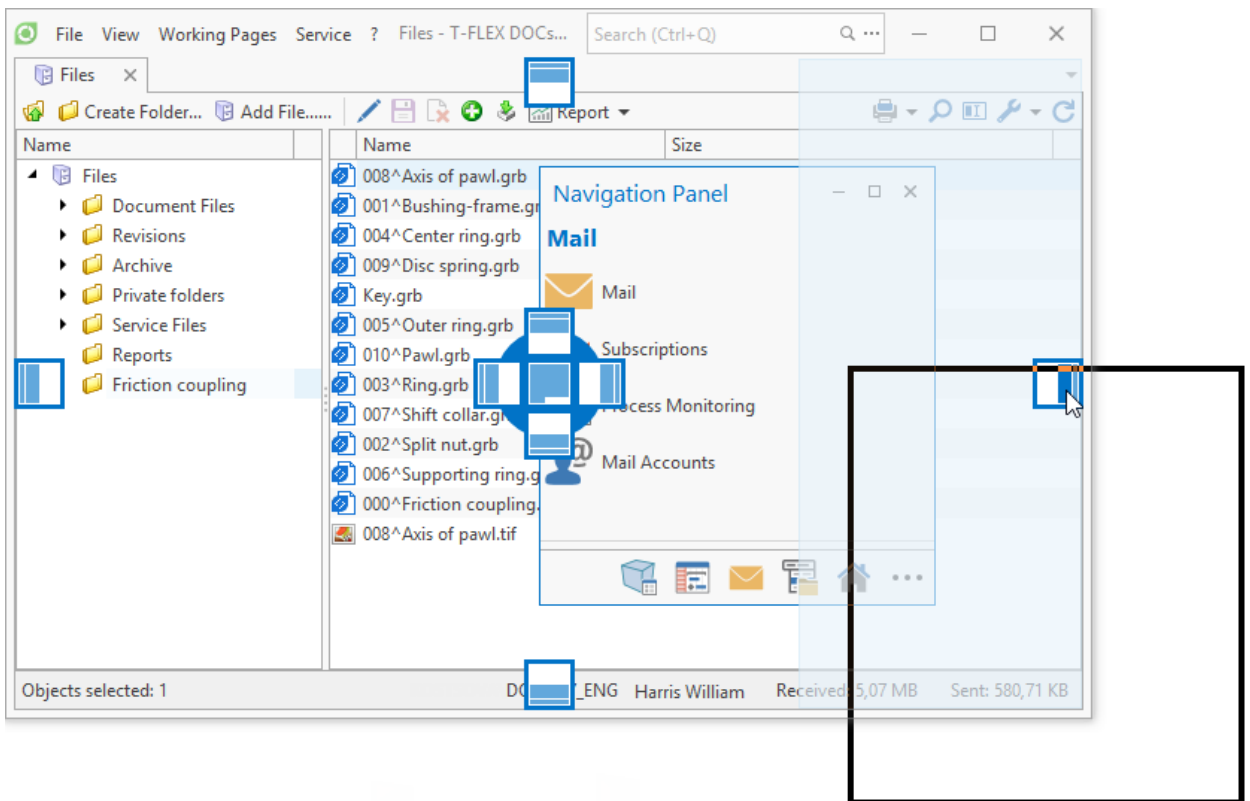 File View Working Pages Service ? Files - T-FLEX DOCs... Search (Ctrl+Q)
Files
Create Folder... Add File...... Report
Name Name Size
Files
Document Files
Revisions
Archive
Private folders
Service Files
Reports
Friction coupling
008^Axis of pawl.grb
001^Bushing-frame.gr
004^Center ring.grb
009^Disc spring.grb
Key.grb
005^Outer ring.grb
010^Pawl.grb
003^Ring.grb
007^Shift collar.gr
002^Split nut.grb
006^Supporting ring.g
000^Friction coupling.
008^Axis of pawl.tif
Navigation Panel
Mail
Mail
Subscriptions
Process Monitoring
Mail Accounts
Objects selected: 1 _ENG Harris William Received: 5,07 MB Sent: 580,71 KB